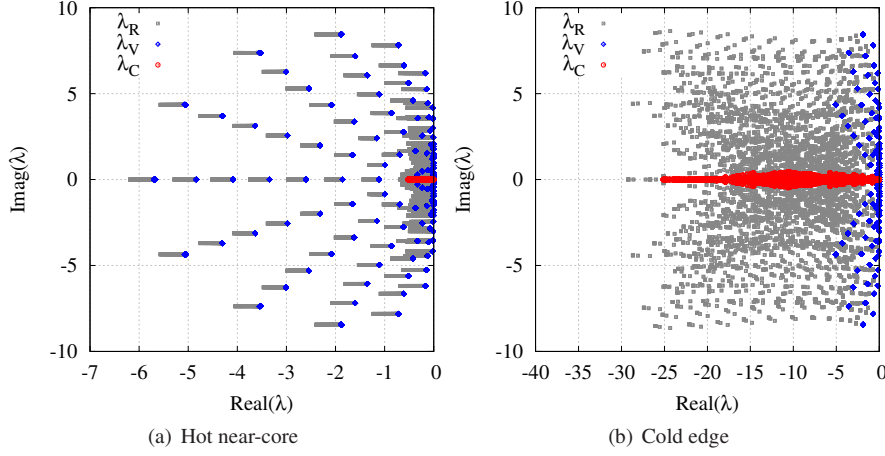 10
5
0
-5
-10
Imag(λ)
λR
λV
λC
-7 -6 -5 -4 -3 -2 -1 0
Real(λ)
(a) Hot near-core
10
5
0
-5
-10
Imag(λ)
λR
λV
λC
-40 -35 -30 -25 -20 -15 -10 -5 0
Real(λ)
(b) Cold edge